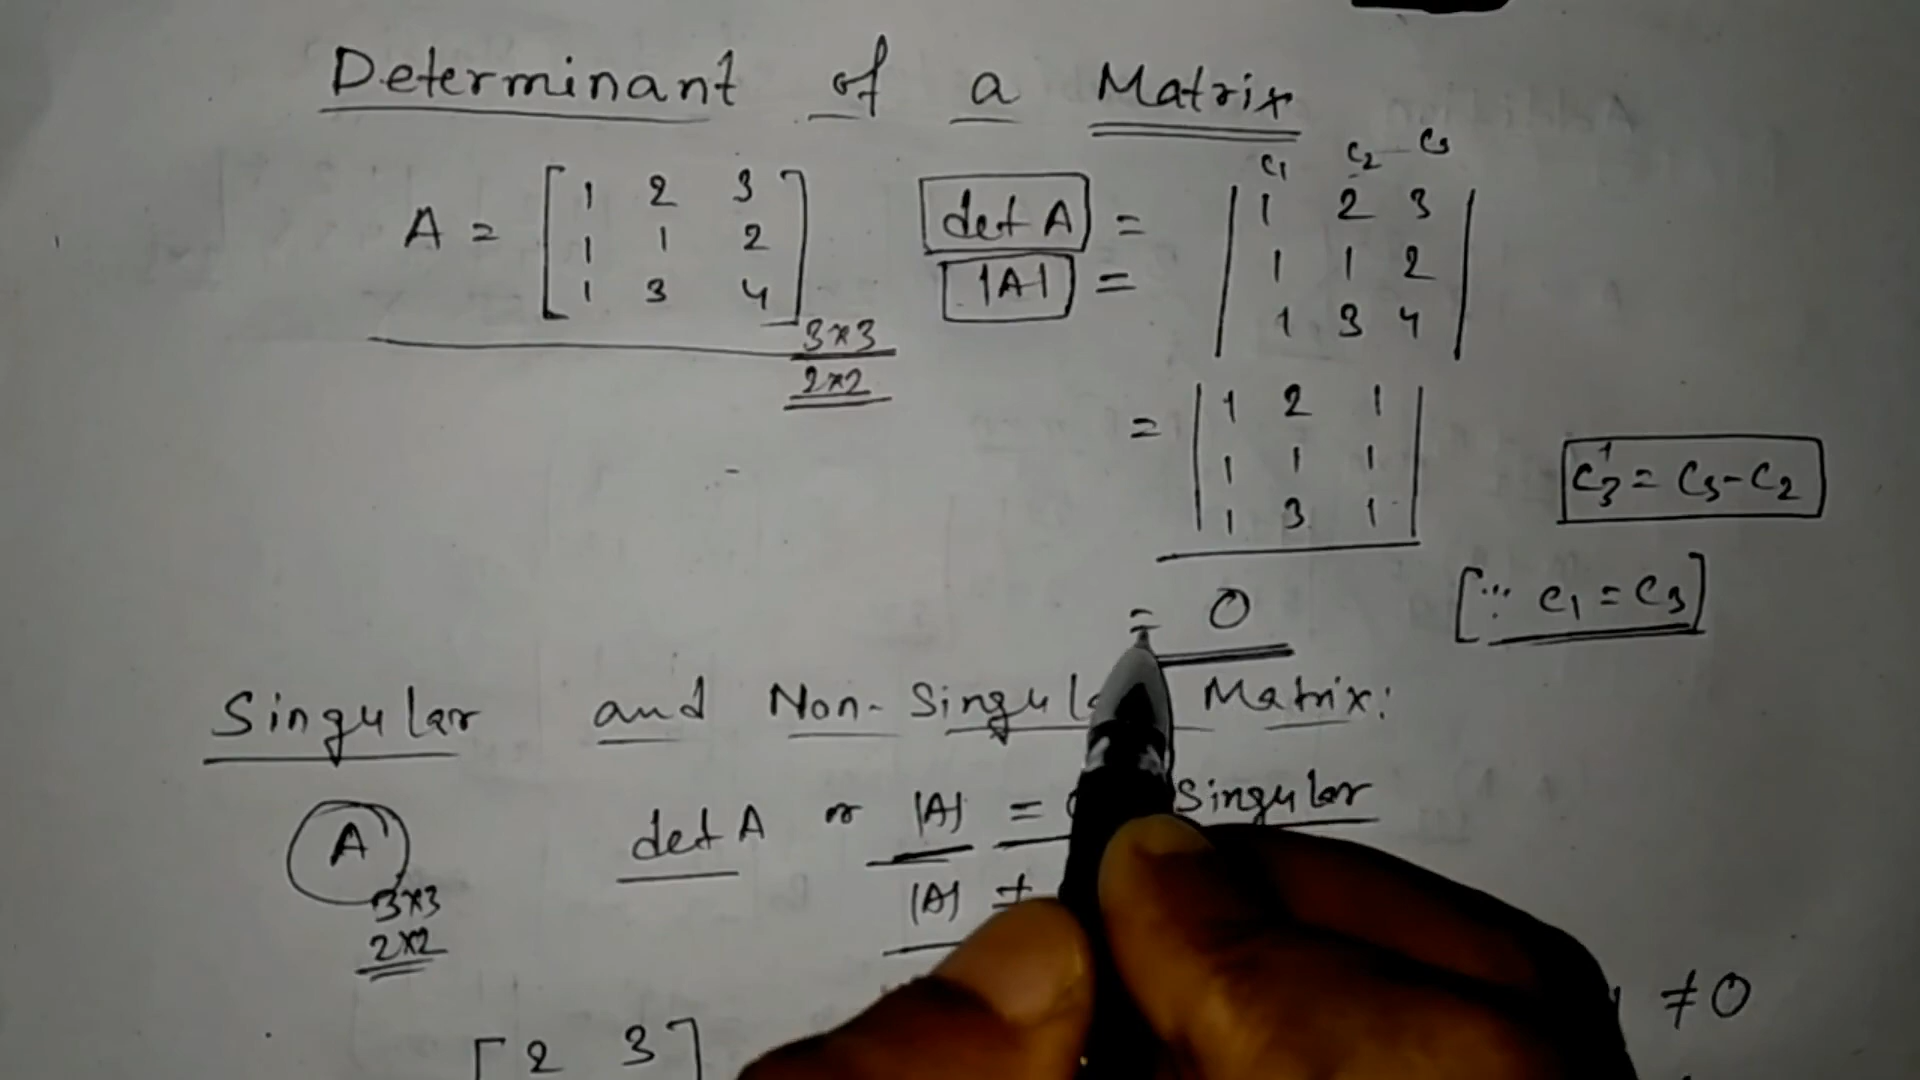 Determinant of a Matrix
C1 C2 C3
A = [ 1 2 3
1 1 2
1 3 4 ] 3×3
2×2
det A =
|A| =
| 1 2 3 |
| 1 1 2 |
| 1 3 4 |
= | 1 2 1 |
| 1 1 1 |
| 1 3 1 |
C3' = C3-C2
= 0 [∵ C1 = C3]
Singular and Non-Singular Matrix:
A 3×3
2×2
det A or |A| = Singular
|A| ≠
≠0
[ 2 3 ]